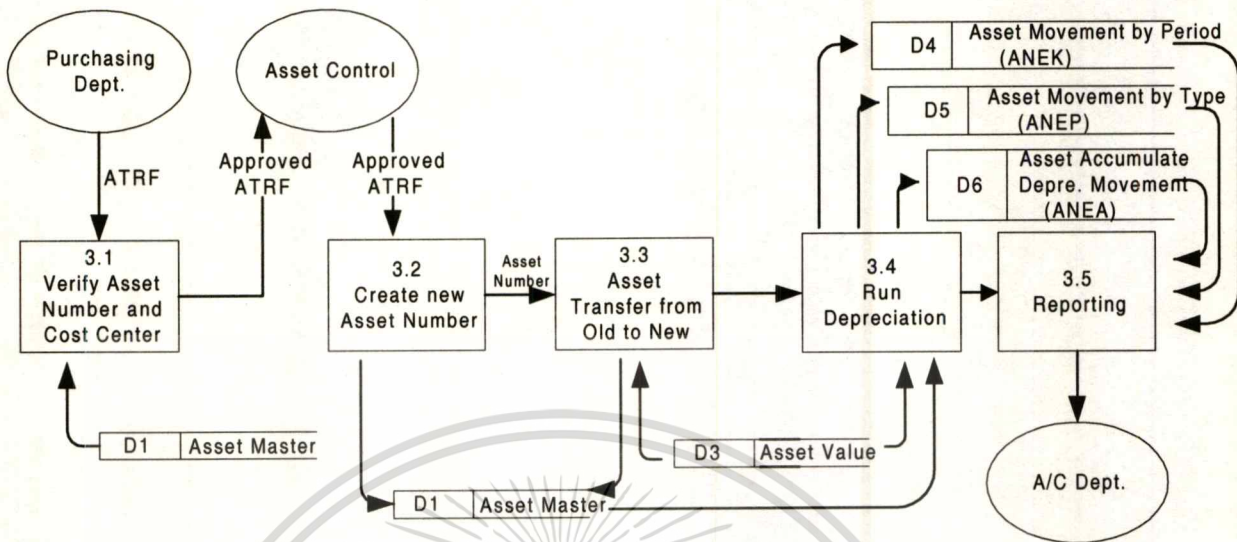 Purchasing
Dept.
Asset Control
D4
Asset Movement by Period
(ANEK)
D5
Asset Movement by Type
(ANEP)
D6
Asset Accumulate
Depre. Movement
(ANEA)
ATRF
Approved
ATRF
Approved
ATRF
3.1
Verify Asset
Number and
Cost Center
3.2
Create new
Asset Number
Asset
Number
3.3
Asset
Transfer from
Old to New
3.4
Run
Depreciation
3.5
Reporting
D1
Asset Master
D3
Asset Value
D1
Asset Master
A/C Dept.